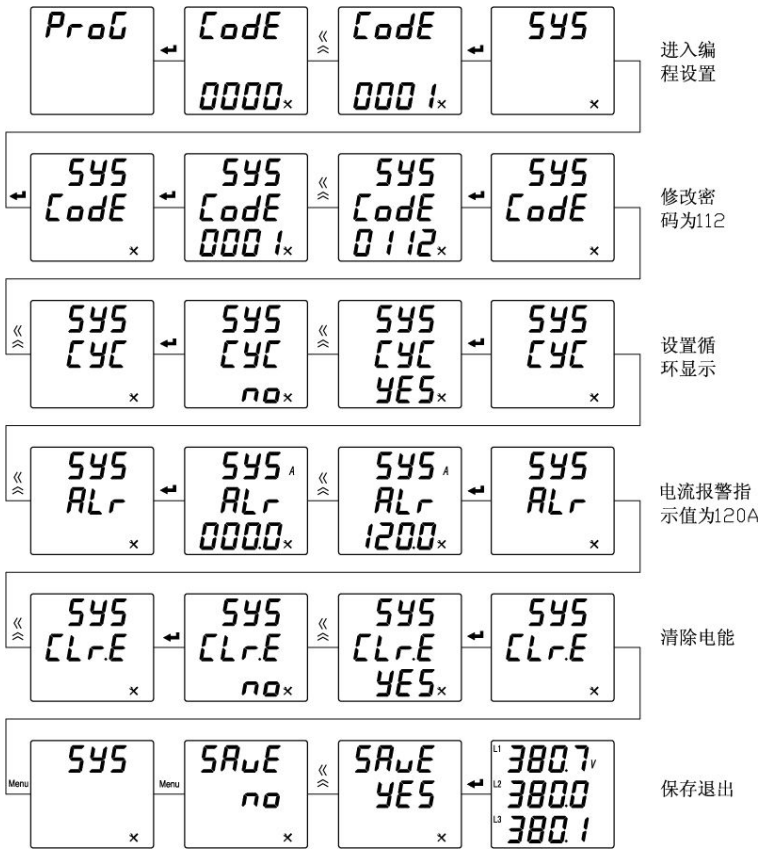 ProG CodE CodE SYS
0000× 0001× ×
进入编
程设置
SYS SYS SYS SYS
CodE CodE CodE CodE
× 0001× 0112× ×
修改密
码为112
SYS SYS SYS SYS
CYC CYC CYC CYC
× no× YES× ×
设置循
环显示
SYS SYS A SYS A SYS
ALr ALr ALr ALr
× 000.0× 120.0× ×
电流报警指
示值为120A
SYS SYS SYS SYS
CLr.E CLr.E CLr.E CLr.E
× no× YES× ×
清除电能
Menu SYS Menu SAvE SAvE L1 380.7 V
no YES L2 380.0
× × × L3 380.1
保存退出